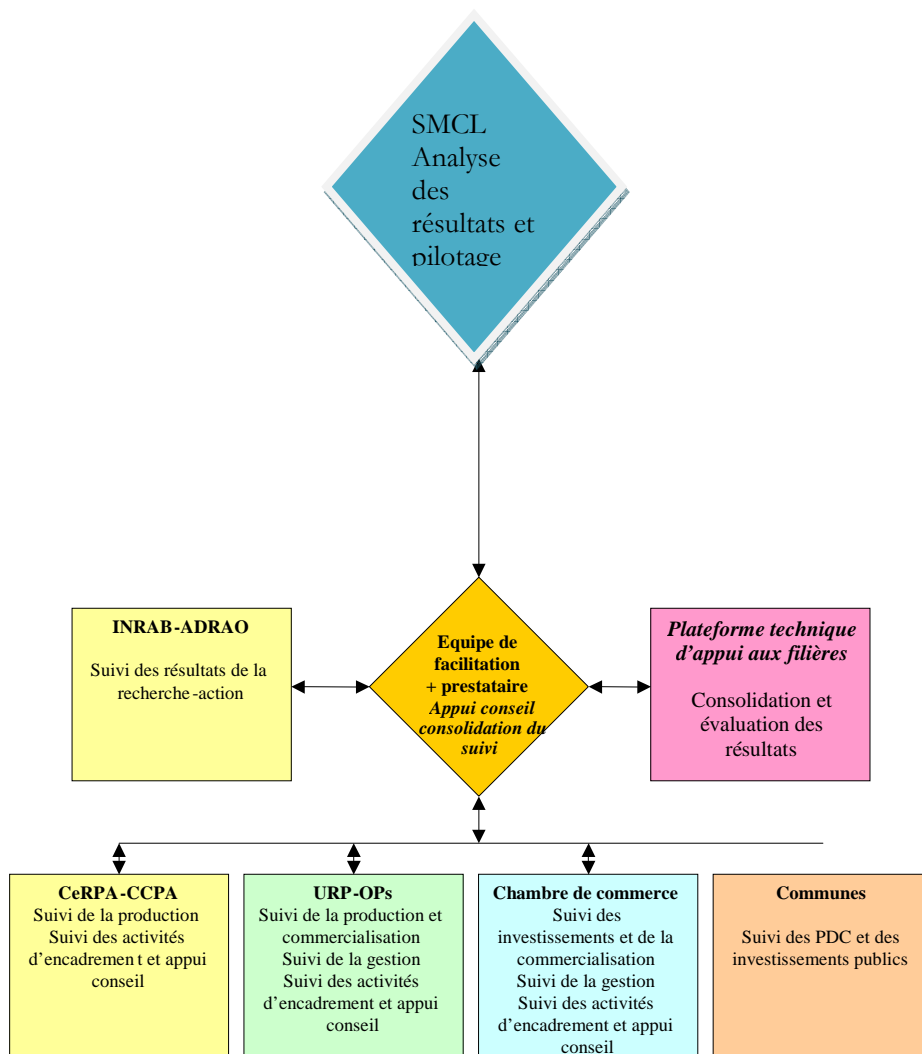 SMCL
Analyse
des
résultats et
pilotage
INRAB-ADRAO
Suivi des résultats de la
recherche-action
Equipe de
facilitation
+ prestataire
Appui conseil
consolidation du
suivi
Plateforme technique
d'appui aux filières
Consolidation et
évaluation des
résultats
CeRPA-CCPA
Suivi de la production
Suivi des activités
d'encadrement et appui
conseil
URP-OPs
Suivi de la production et
commercialisation
Suivi de la gestion
Suivi des activités
d'encadrement et appui
conseil
Chambre de commerce
Suivi des
investissements et de la
commercialisation
Suivi de la gestion
Suivi des activités
d'encadrement et appui
conseil
Communes
Suivi des PDC et des
investissements publics